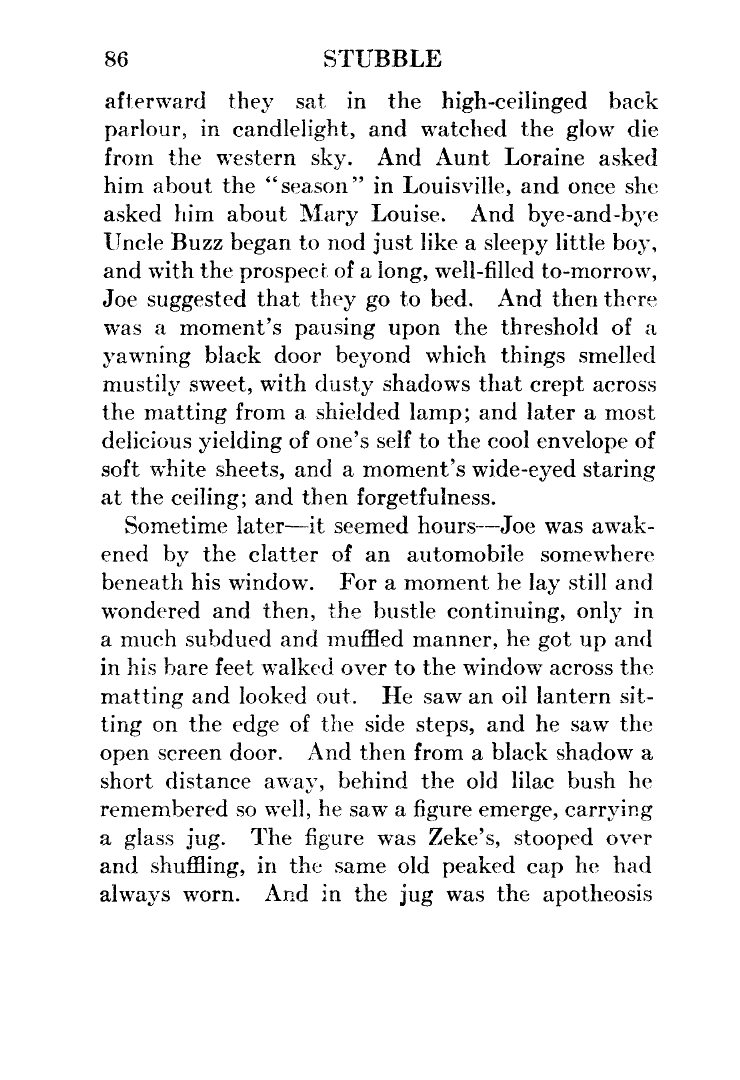 86 STUBBLE
afterward they sat in the high-ceilinged back
parlour, in candlelight, and watched the glow die
from the western sky. And Aunt Loraine asked
him about the "season" in Louisville, and once she
asked him about Mary Louise. And bye-and-bye
Uncle Buzz began to nod just like a sleepy little boy,
and with the prospect of a long, well-filled to-morrow,
Joe suggested that they go to bed. And then there
was a moment's pausing upon the threshold of a
yawning black door beyond which things smelled
mustily sweet, with dusty shadows that crept across
the matting from a shielded lamp; and later a most
delicious yielding of one's self to the cool envelope of
soft white sheets, and a moment's wide-eyed staring
at the ceiling; and then forgetfulness.
Sometime later—it seemed hours—Joe was awak-
ened by the clatter of an automobile somewhere
beneath his window. For a moment he lay still and
wondered and then, the bustle continuing, only in
a much subdued and muffled manner, he got up and
in his bare feet walked over to the window across the
matting and looked out. He saw an oil lantern sit-
ting on the edge of the side steps, and he saw the
open screen door. And then from a black shadow a
short distance away, behind the old lilac bush he
remembered so well, he saw a figure emerge, carrying
a glass jug. The figure was Zeke's, stooped over
and shuffling, in the same old peaked cap he had
always worn. And in the jug was the apotheosis